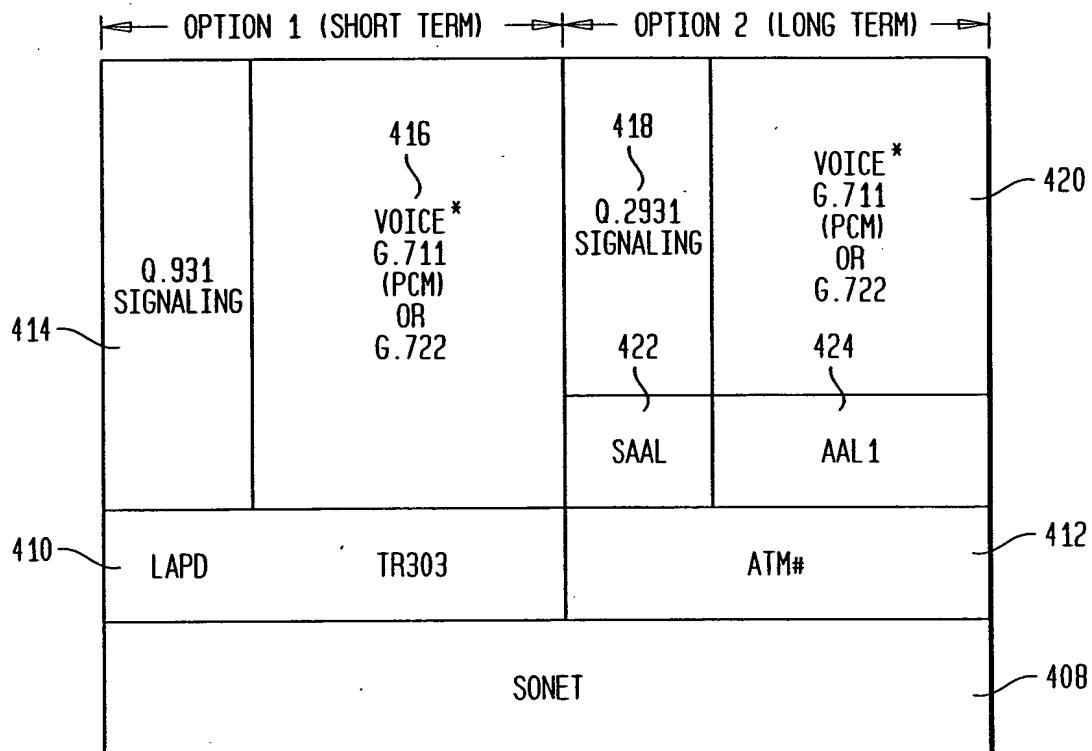 OPTION 1 (SHORT TERM)
OPTION 2 (LONG TERM)
416
VOICE*
G.711
(PCM)
OR
G.722
418
Q.2931
SIGNALING
VOICE*
G.711
(PCM)
OR
G.722
420
Q.931
SIGNALING
414
422
424
SAAL
AAL1
410
LAPD
TR303
ATM#
412
SONET
408